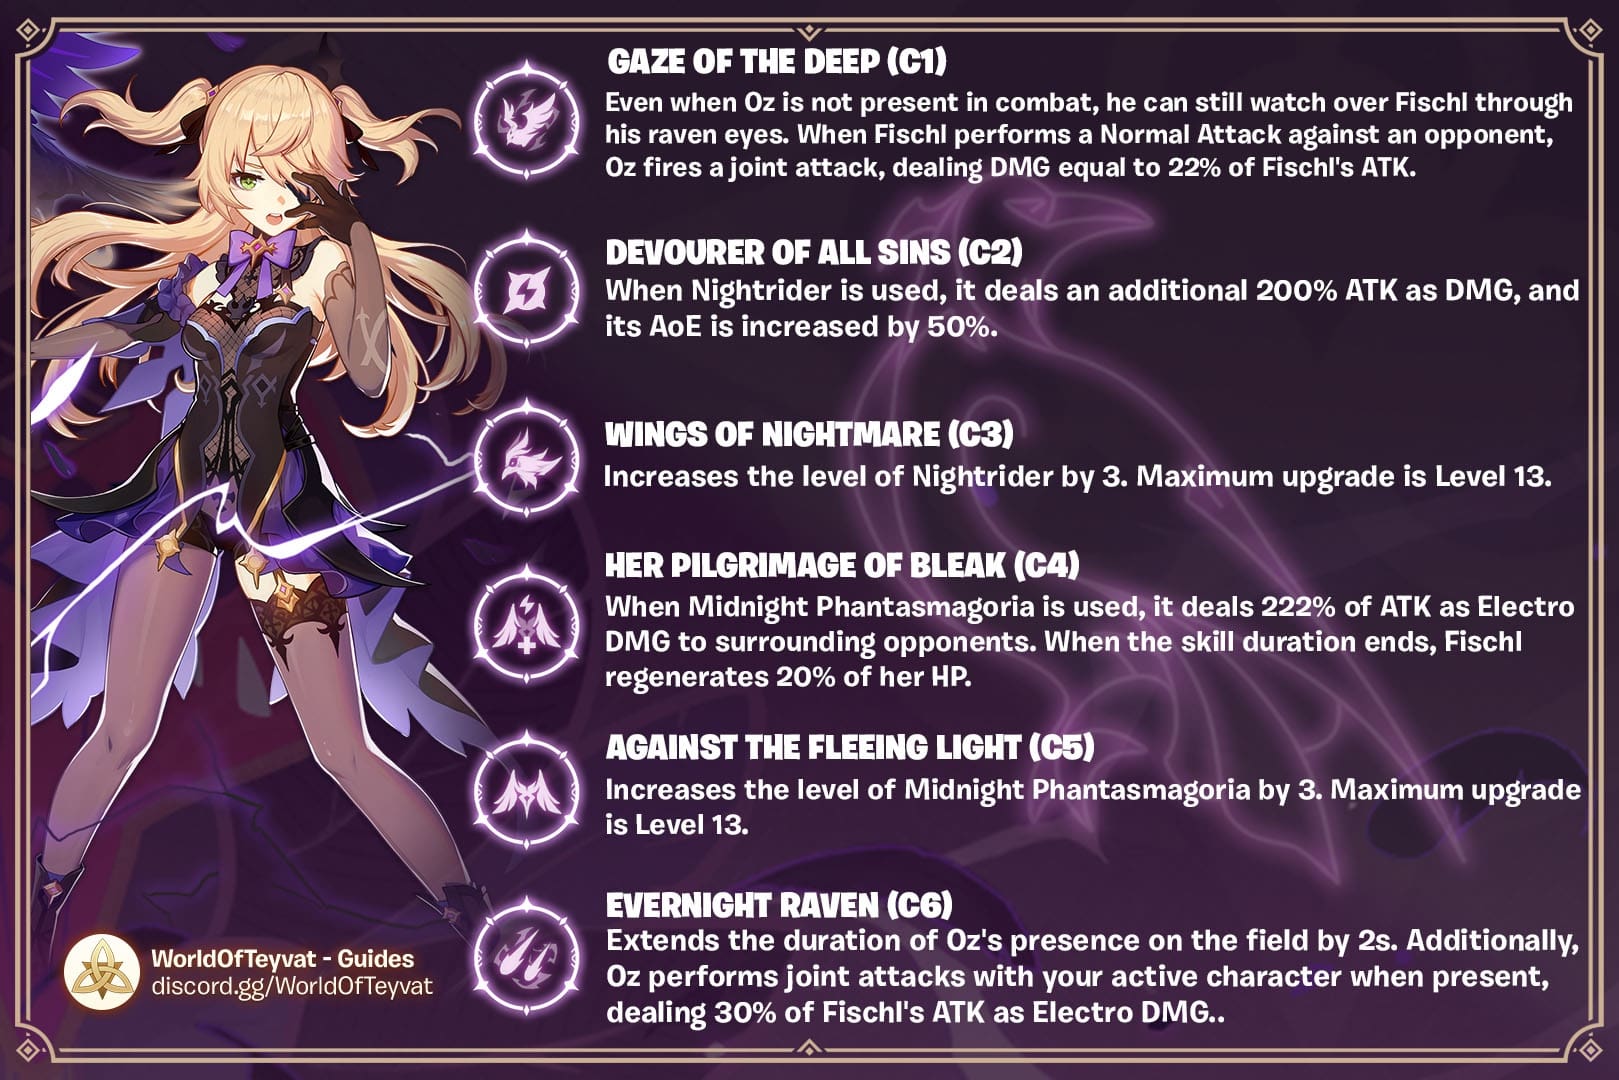 GAZE OF THE DEEP (C1)
Even when Oz is not present in combat, he can still watch over Fischl through
his raven eyes. When Fischl performs a Normal Attack against an opponent,
Oz fires a joint attack, dealing DMG equal to 22% of Fischl's ATK.
DEVOURER OF ALL SINS (C2)
When Nightrider is used, it deals an additional 200% ATK as DMG, and
its AoE is increased by 50%.
WINGS OF NIGHTMARE (C3)
Increases the level of Nightrider by 3. Maximum upgrade is Level 13.
HER PILGRIMAGE OF BLEAK (C4)
When Midnight Phantasmagoria is used, it deals 222% of ATK as Electro
DMG to surrounding opponents. When the skill duration ends, Fischl
regenerates 20% of her HP.
AGAINST THE FLEEING LIGHT (C5)
Increases the level of Midnight Phantasmagoria by 3. Maximum upgrade
is Level 13.
EVERNIGHT RAVEN (C6)
Extends the duration of Oz's presence on the field by 2s. Additionally,
Oz performs joint attacks with your active character when present,
dealing 30% of Fischl's ATK as Electro DMG..
WorldOfTeyvat - Guides
discord.gg/WorldOfTeyvat